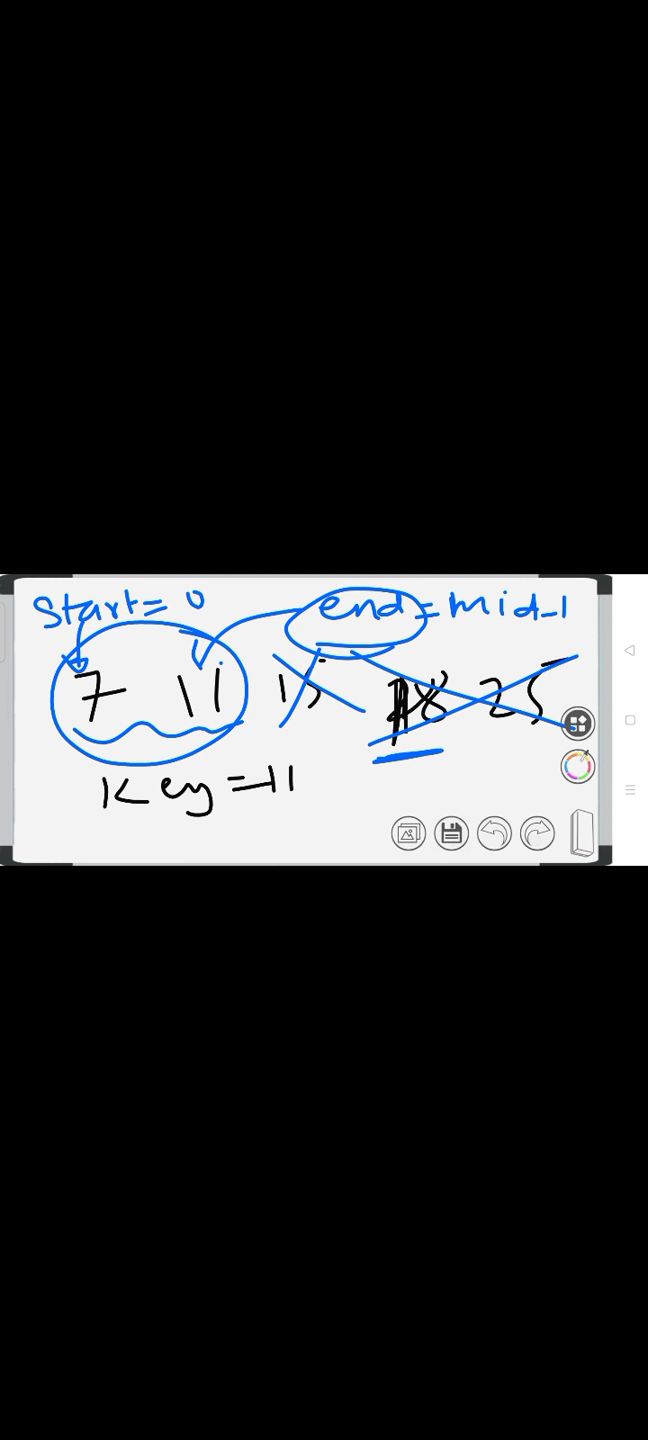 start = 0 end = mid-1
7 11 15 18 25
Key = 11